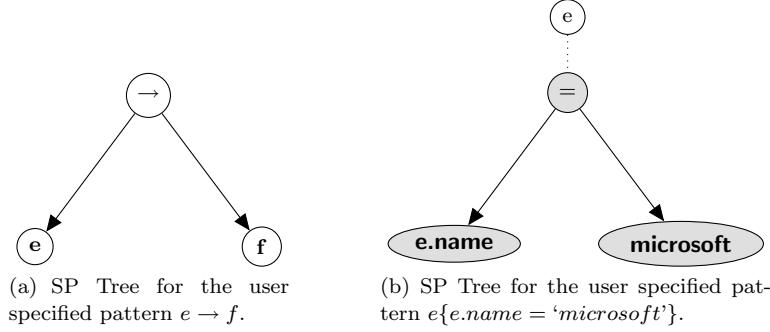 e
→
=
e
f
e.name
microsoft
(a) SP Tree for the user
specified pattern e → f.
(b) SP Tree for the user specified pat-
tern e{e.name = ‘microsoft’}.